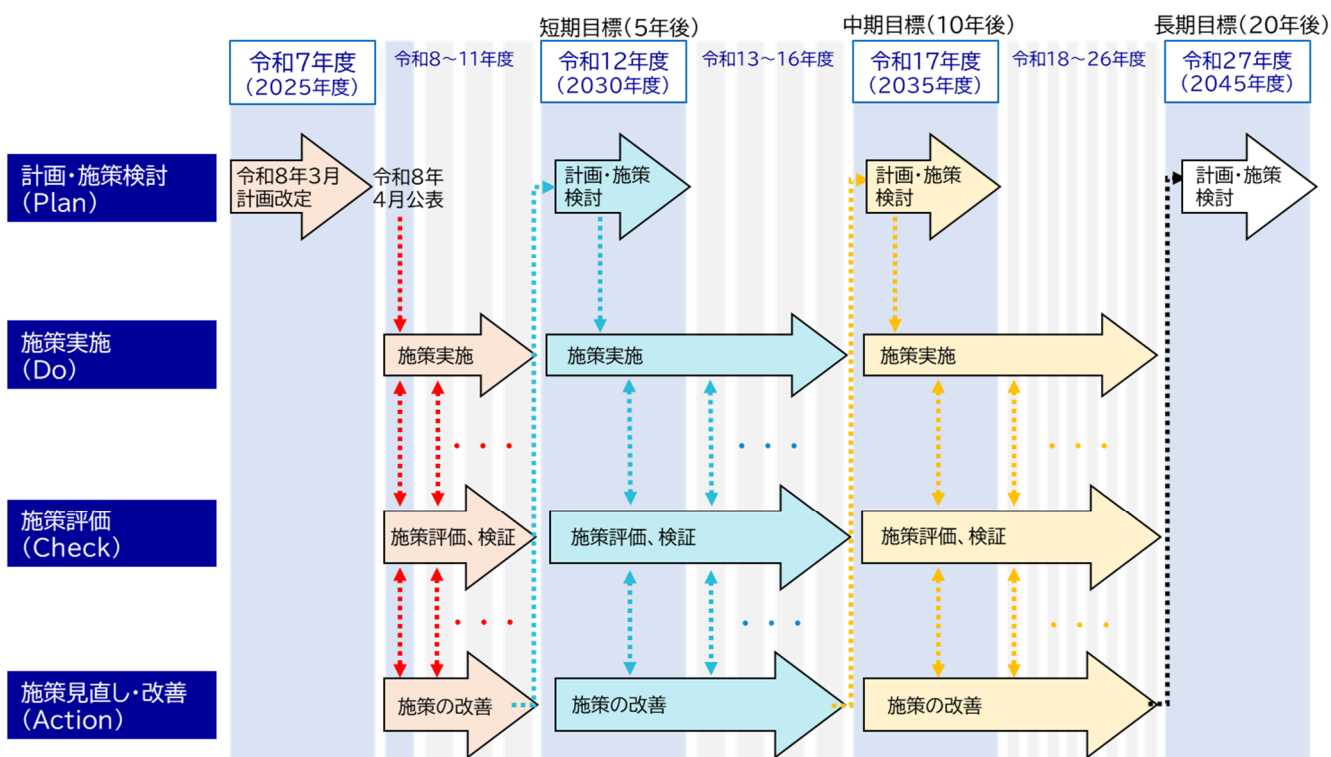 短期目標(5年後)
中期目標(10年後)
長期目標(20年後)
令和7年度
(2025年度)
令和8～11年度
令和12年度
(2030年度)
令和13～16年度
令和17年度
(2035年度)
令和18～26年度
令和27年度
(2045年度)
計画・施策検討
(Plan)
令和8年3月
計画改定
令和8年
4月公表
計画・施策
検討
計画・施策
検討
計画・施策
検討
施策実施
(Do)
施策実施
施策実施
施策実施
施策評価
(Check)
施策評価、検証
施策評価、検証
施策評価、検証
施策見直し・改善
(Action)
施策の改善
施策の改善
施策の改善